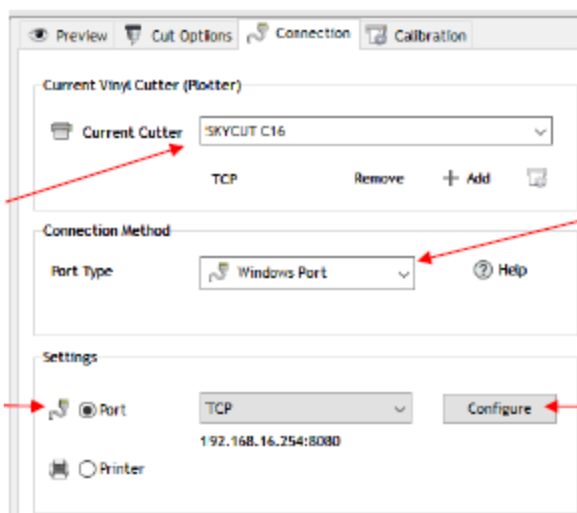 Preview Cut Options Connection Calibration
Current Vinyl Cutter (Plotter)
Current Cutter SKYCUT C16
TCP Remove Add
Connection Method
Port Type Windows Port Help
Settings
Port TCP Configure
192.168.16.254:8080
Printer